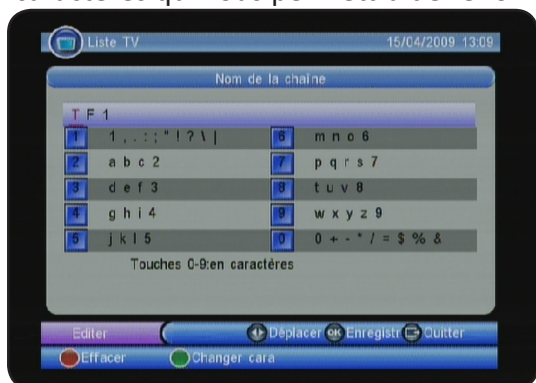 Liste TV 15/04/2009 13:09
Nom de la chaîne
T F 1
1 1 , . : ; " ! ? \ | 6 m n o 6
2 a b c 2 7 p q r s 7
3 d e f 3 8 t u v 8
4 g h i 4 9 w x y z 9
5 j k l 5 0 0 + - * / = $ % &
Touches 0-9:en caractères
Editer Déplacer OK Enregistr Quitter
Effacer Changer cara